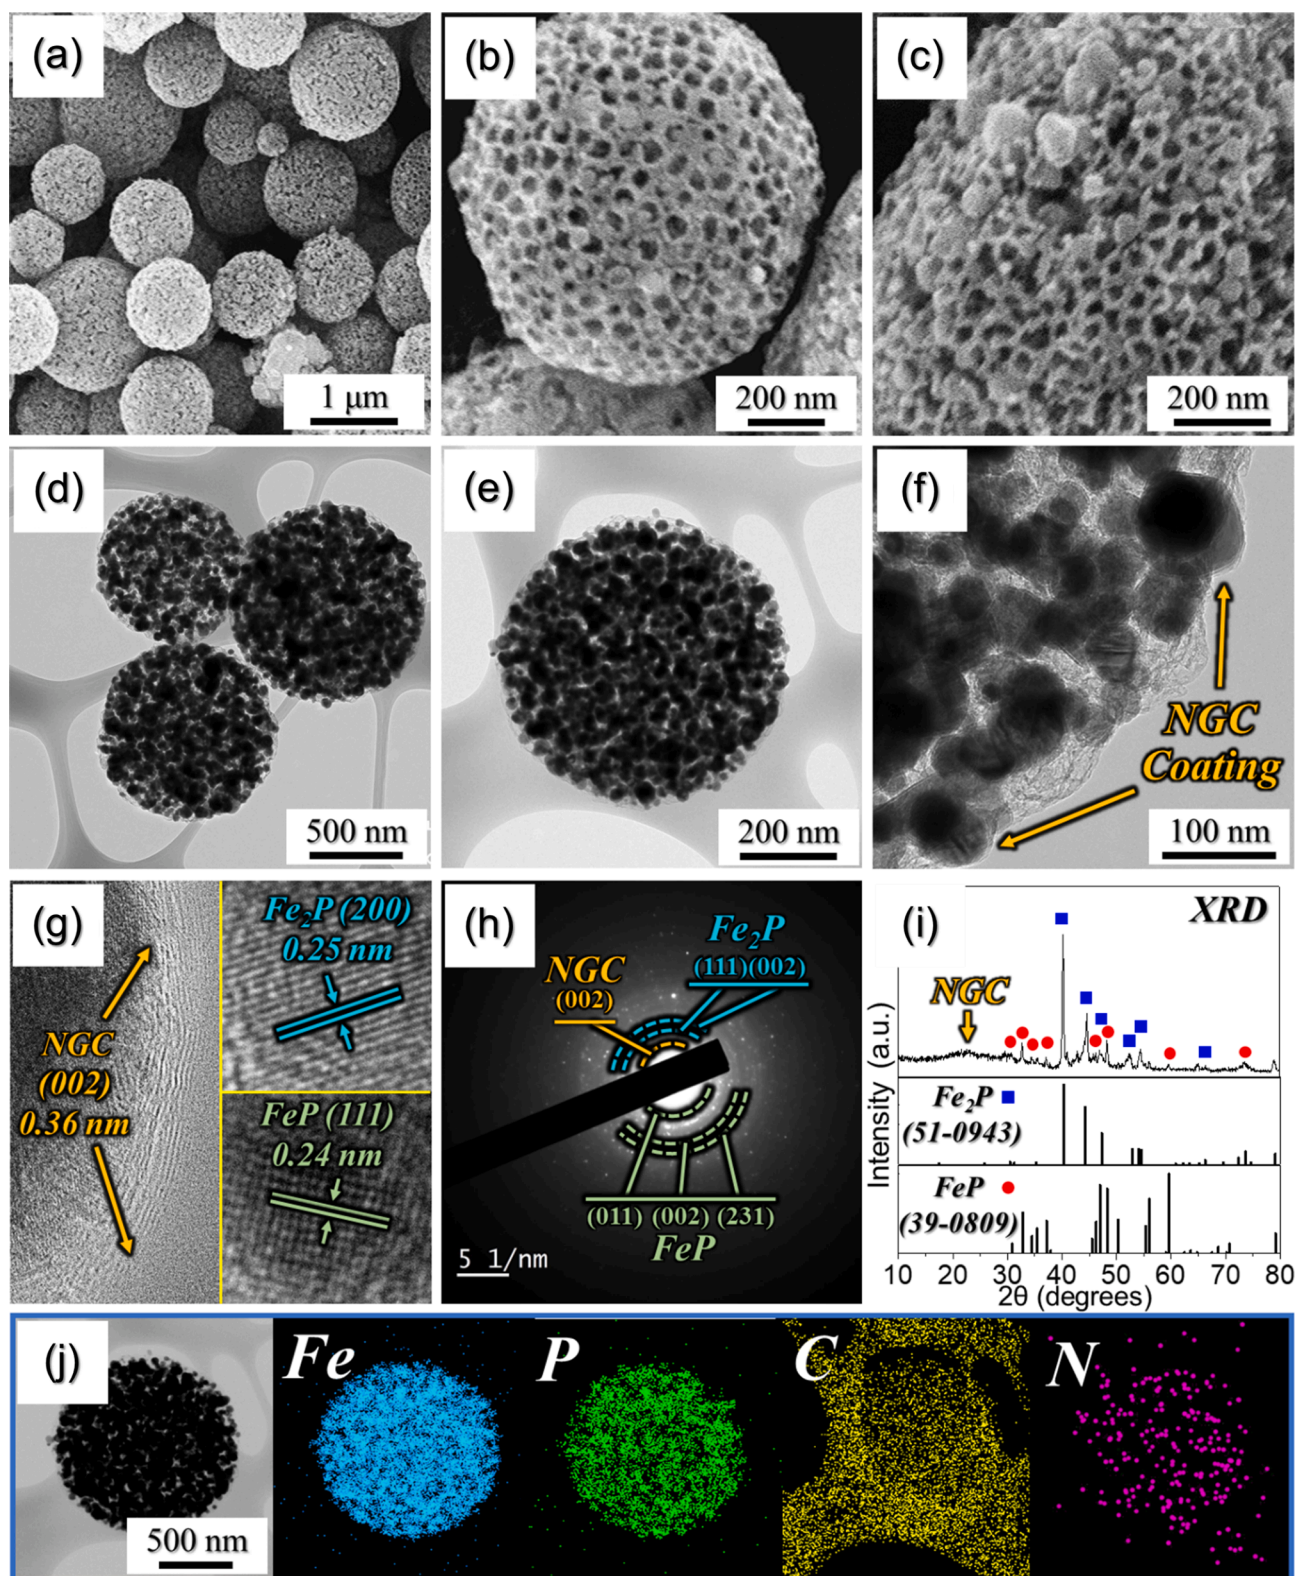 (a)
1 μm
(b)
200 nm
(c)
200 nm
(d)
500 nm
(e)
200 nm
(f)
NGC
Coating
100 nm
(g)
NGC
(002)
0.36 nm
Fe₂P (200)
0.25 nm
FeP (111)
0.24 nm
(h)
NGC
(002)
Fe₂P
(111)(002)
(011) (002) (231)
FeP
5 1/nm
(i)
XRD
NGC
Intensity (a.u.)
Fe₂P
(51-0943)
FeP
(39-0809)
10 20 30 40 50 60 70 80
2θ (degrees)
(j)
500 nm
Fe
P
C
N